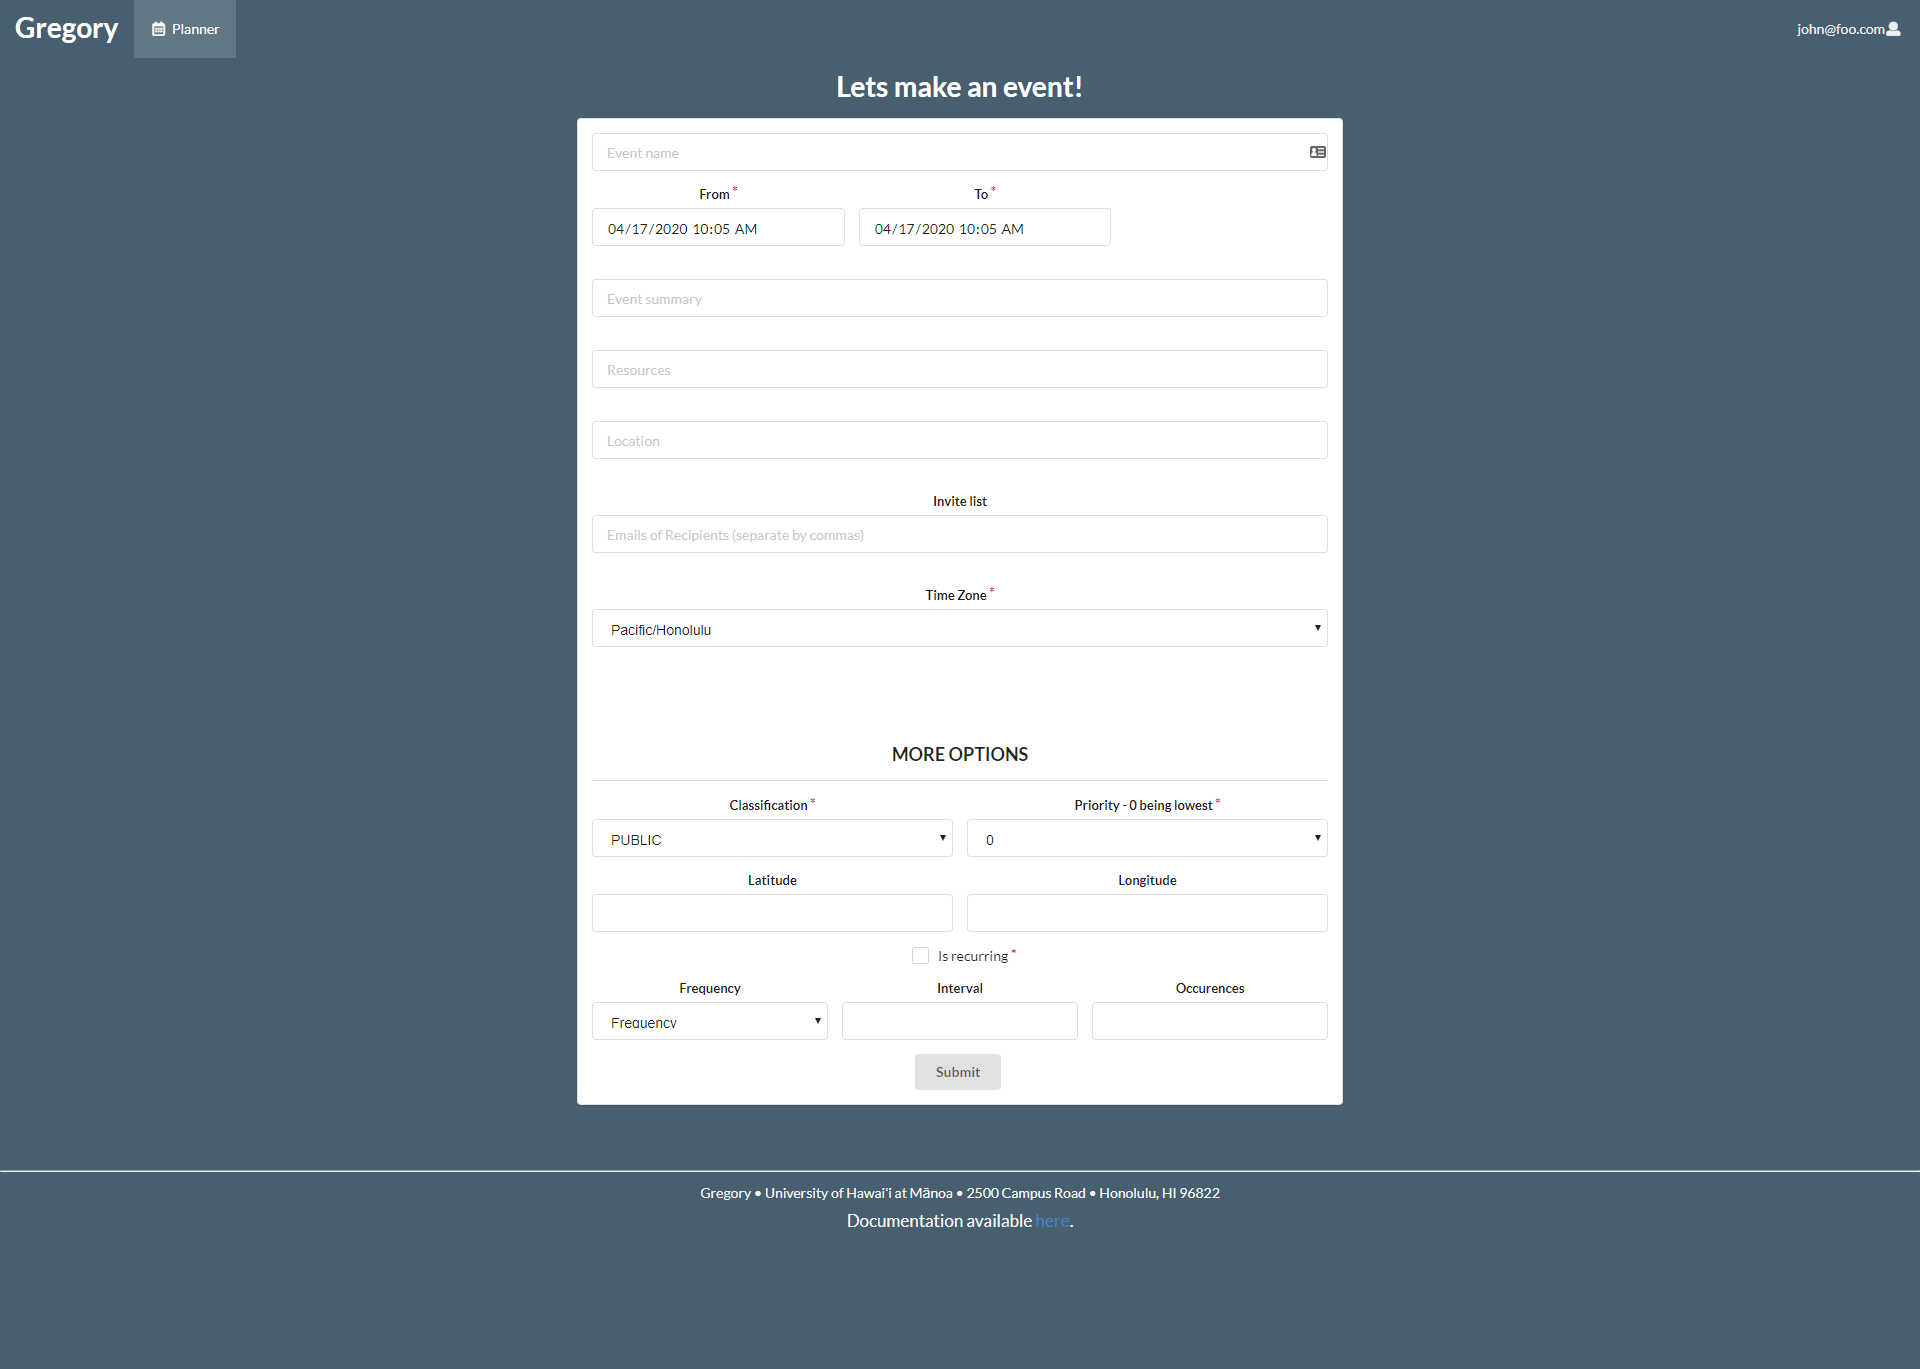 Gregory Planner john@foo.com
Lets make an event!
Event name
From * To *
04/17/2020 10:05 AM 04/17/2020 10:05 AM
Event summary
Resources
Location
Invite list
Emails of Recipients (separate by commas)
Time Zone *
Pacific/Honolulu
MORE OPTIONS
Classification * Priority - 0 being lowest *
PUBLIC 0
Latitude Longitude
Is recurring *
Frequency Interval Occurences
Frequency
Submit
Gregory • University of Hawai'i at Mānoa • 2500 Campus Road • Honolulu, HI 96822
Documentation available here.